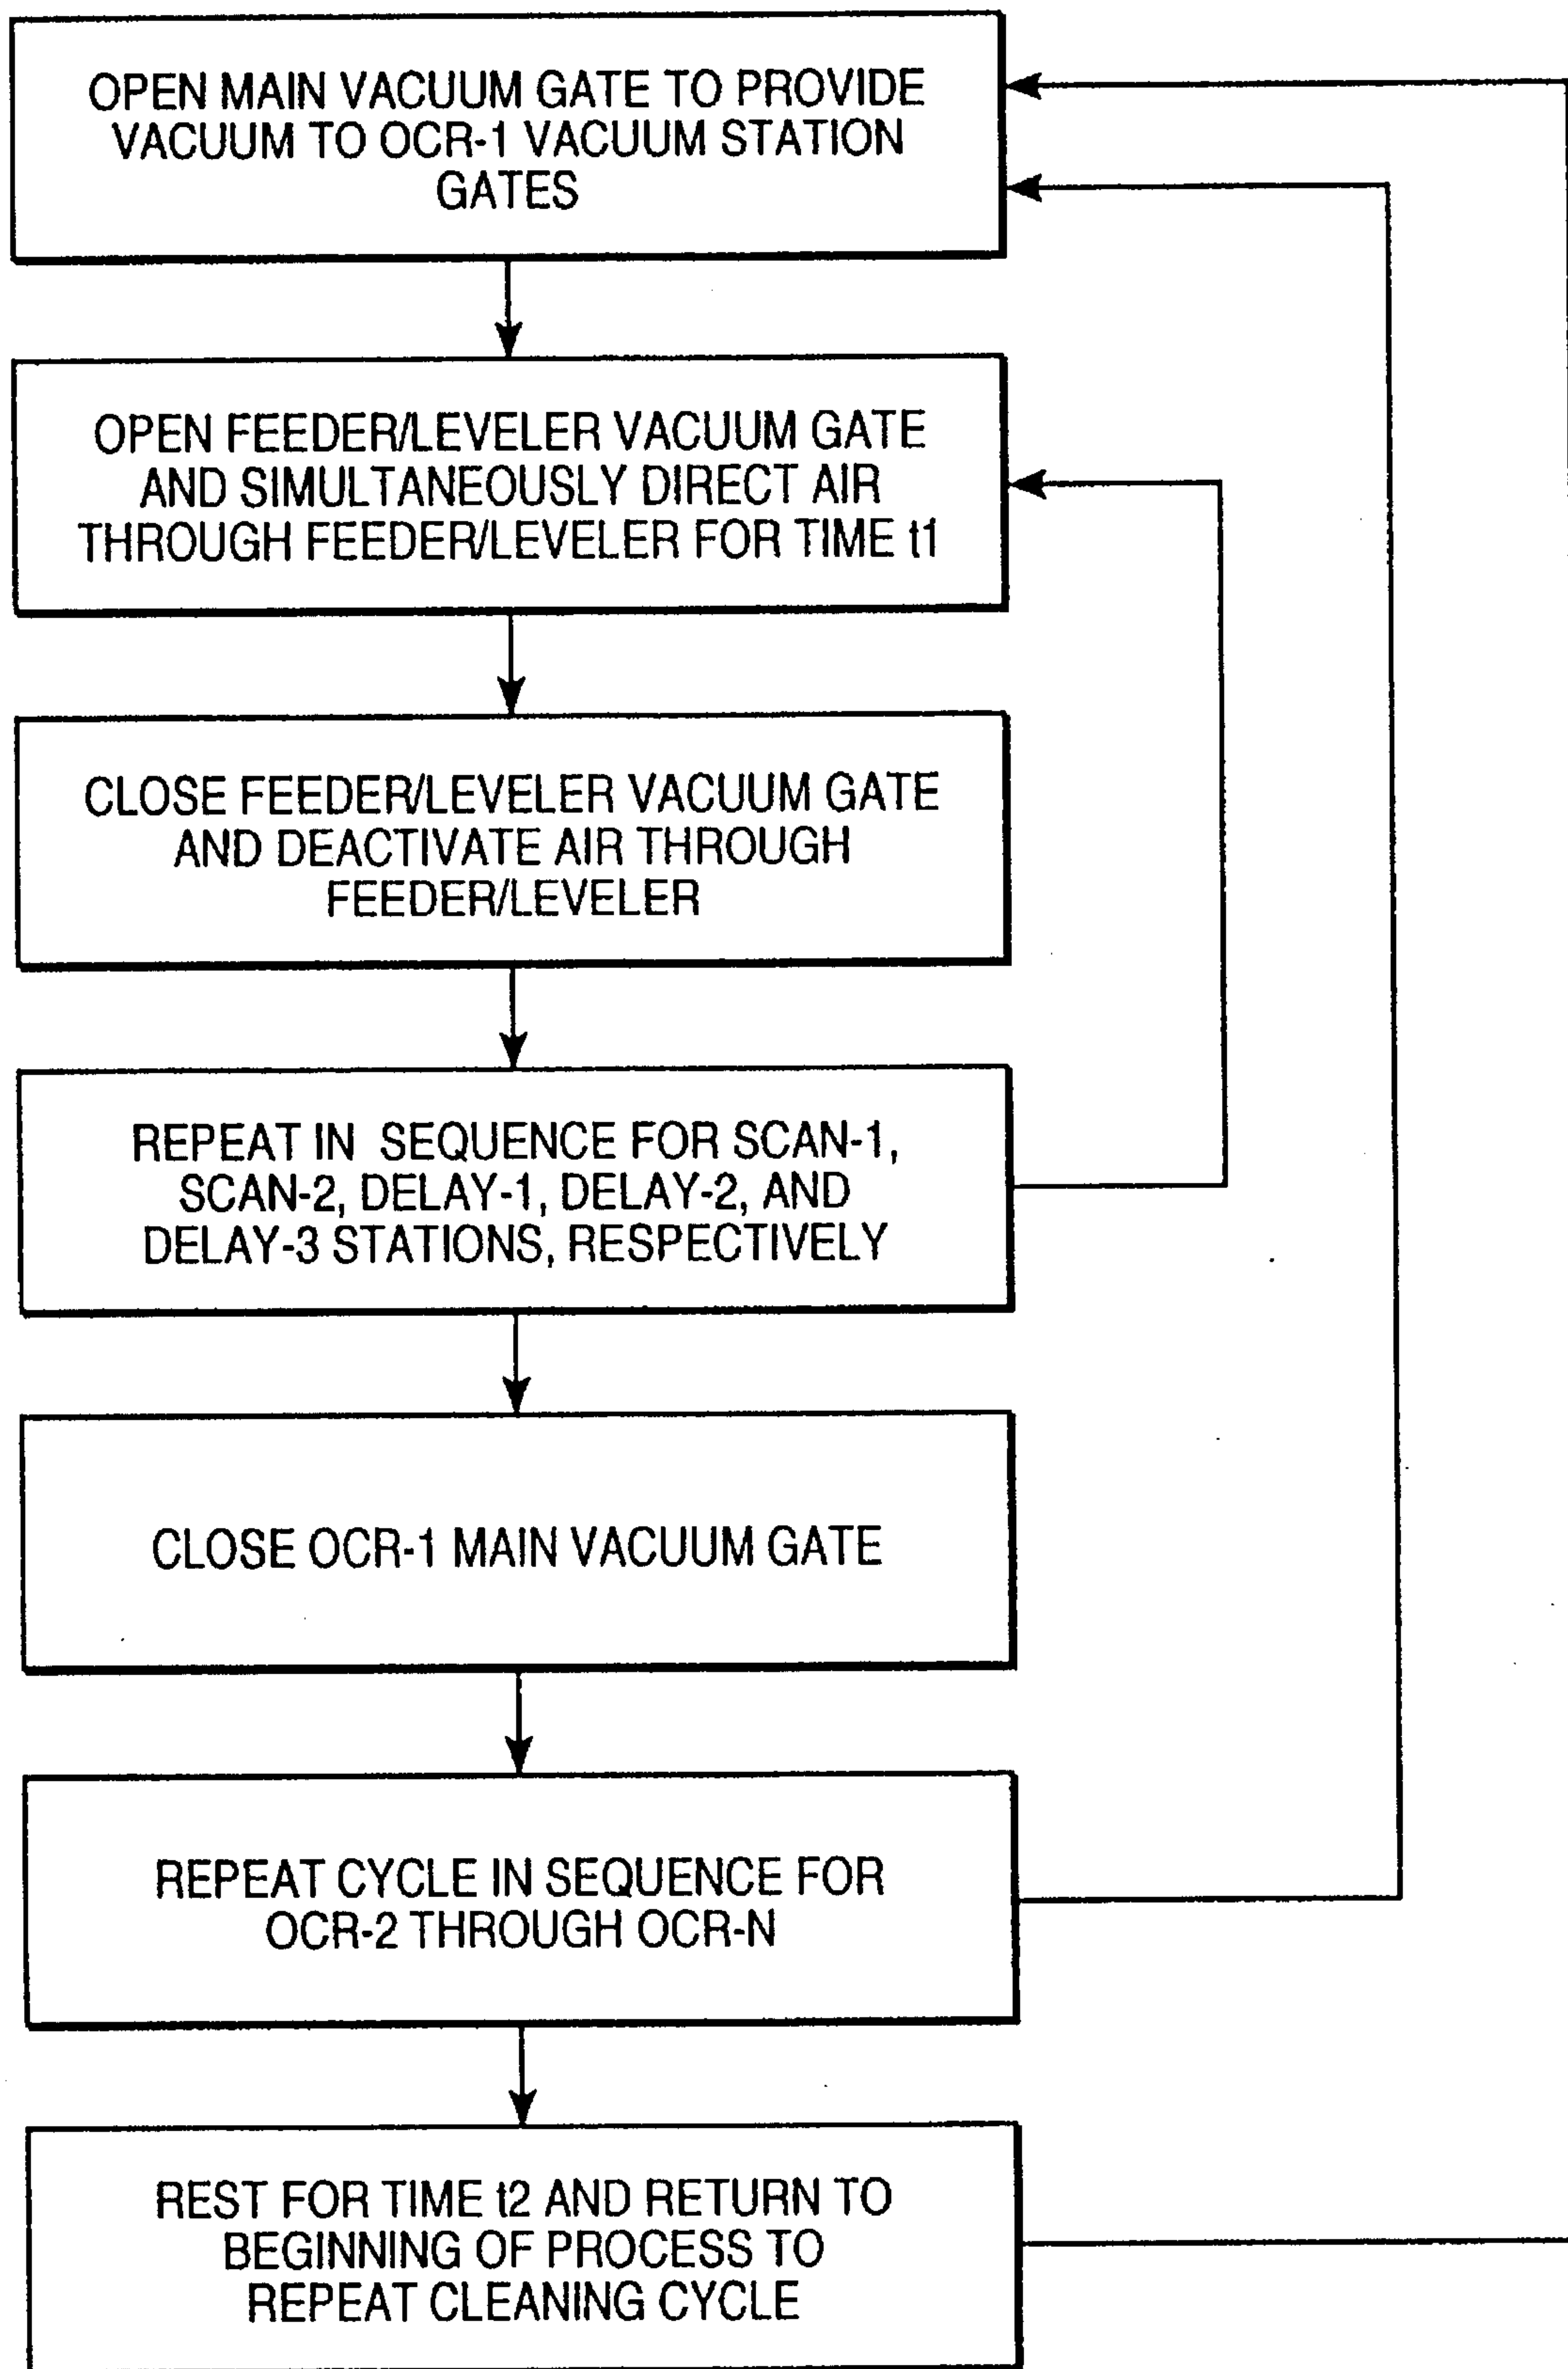 OPEN MAIN VACUUM GATE TO PROVIDE
VACUUM TO OCR-1 VACUUM STATION
GATES
OPEN FEEDER/LEVELER VACUUM GATE
AND SIMULTANEOUSLY DIRECT AIR
THROUGH FEEDER/LEVELER FOR TIME t1
CLOSE FEEDER/LEVELER VACUUM GATE
AND DEACTIVATE AIR THROUGH
FEEDER/LEVELER
REPEAT IN SEQUENCE FOR SCAN-1,
SCAN-2, DELAY-1, DELAY-2, AND
DELAY-3 STATIONS, RESPECTIVELY
CLOSE OCR-1 MAIN VACUUM GATE
REPEAT CYCLE IN SEQUENCE FOR
OCR-2 THROUGH OCR-N
REST FOR TIME t2 AND RETURN TO
BEGINNING OF PROCESS TO
REPEAT CLEANING CYCLE